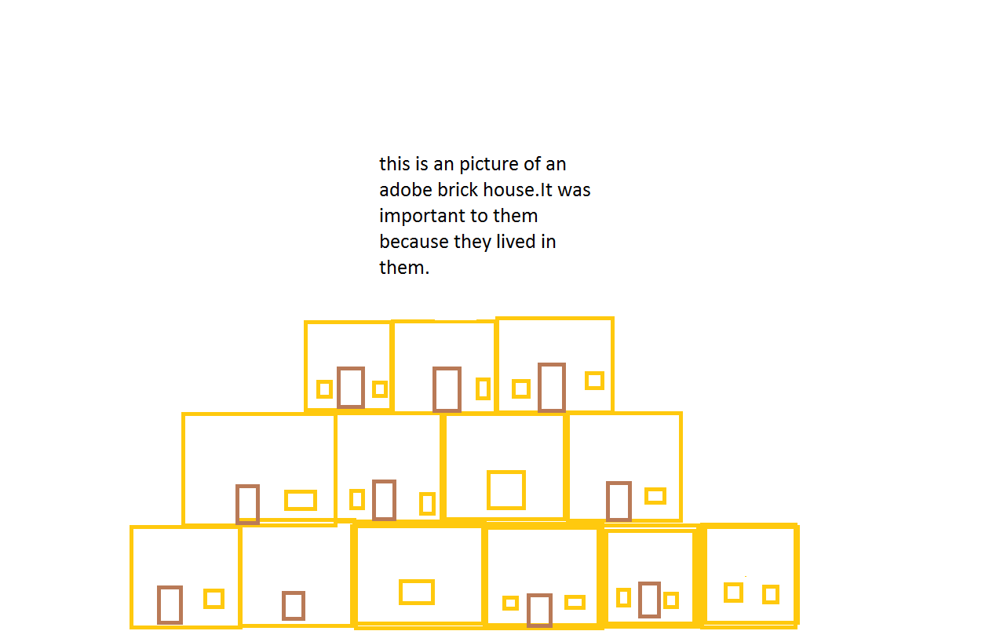 this is an picture of an
adobe brick house.It was
important to them
because they lived in
them.